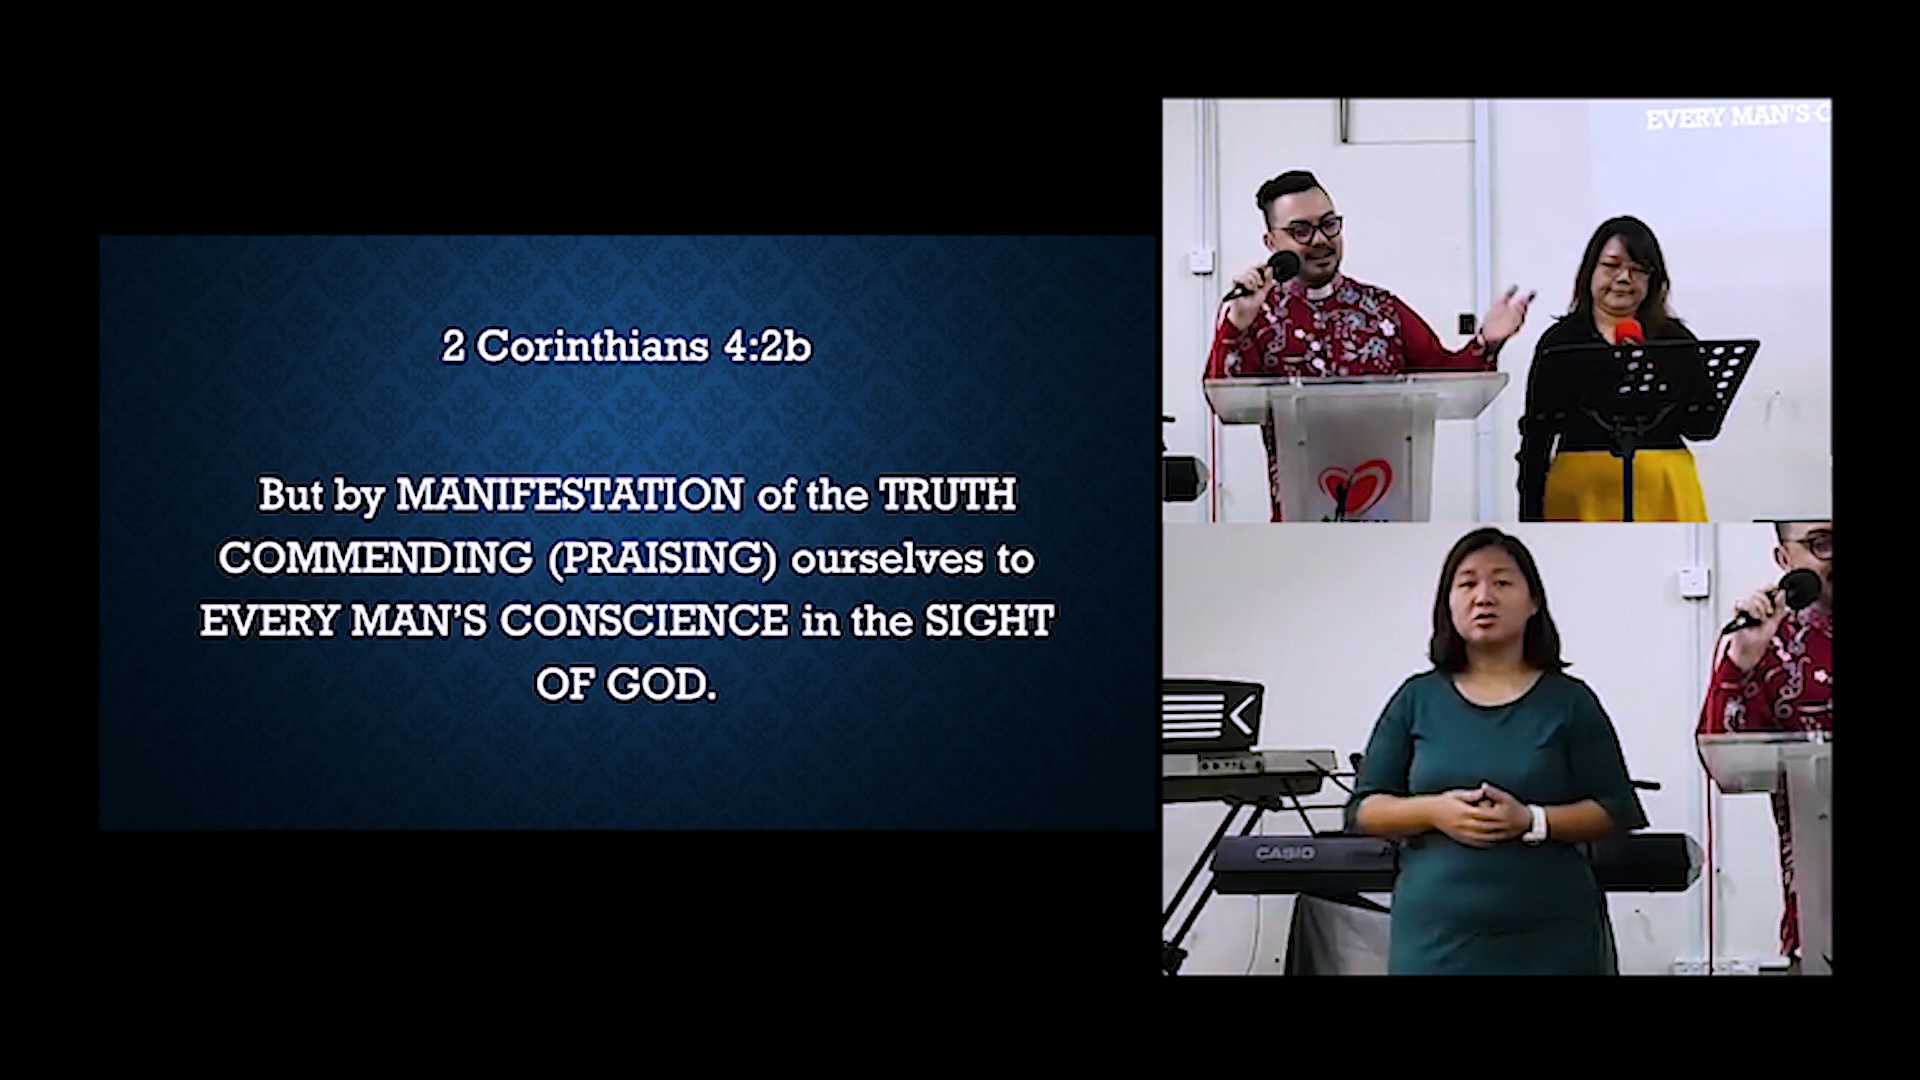 2 Corinthians 4:2b
But by MANIFESTATION of the TRUTH
COMMENDING (PRAISING) ourselves to
EVERY MAN'S CONSCIENCE in the SIGHT
OF GOD.
EVERY MAN'S C
CASIO